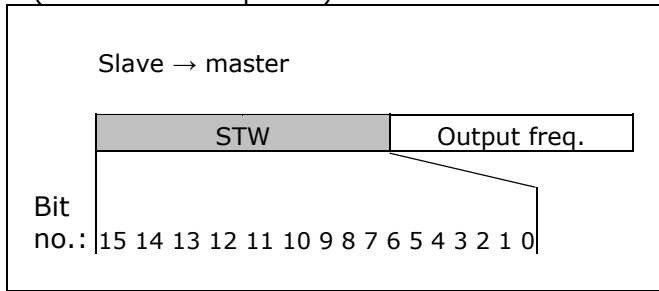 Slave → master
STW Output freq.
Bit
no.: 15 14 13 12 11 10 9 8 7 6 5 4 3 2 1 0